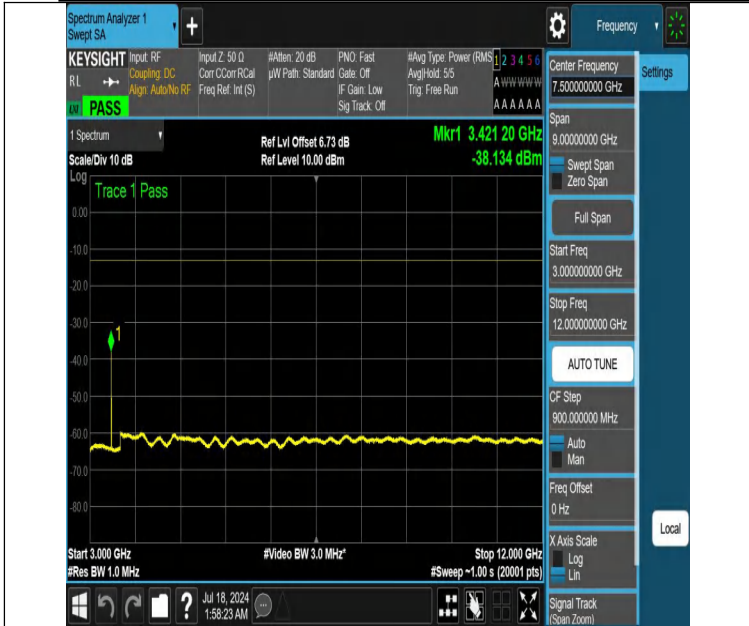 Spectrum Analyzer 1
Swept SA
+
Frequency
KEYSIGHT
RL
PASS
Input: RF
Coupling: DC
Align: Auto/No RF
Input Z: 50 Ω
Corr CCorr RCal
Freq Ref: Int (S)
#Atten: 20 dB
µW Path: Standard
PNO: Fast
Gate: Off
IF Gain: Low
Sig Track: Off
#Avg Type: Power (RMS
Avg|Hold: 5/5
Trig: Free Run
1 2 3 4 5 6
A W W W W W
A A A A A A
1 Spectrum
Scale/Div 10 dB
Ref Lvl Offset 6.73 dB
Ref Level 10.00 dBm
Mkr1 3.421 20 GHz
-38.134 dBm
Log
Trace 1 Pass
1
0.00
-10.0
-20.0
-30.0
-40.0
-50.0
-60.0
-70.0
-80.0
Start 3.000 GHz
#Res BW 1.0 MHz
#Video BW 3.0 MHz*
Stop 12.000 GHz
#Sweep ~1.00 s (20001 pts)
Jul 18, 2024
1:58:23 AM
?
Center Frequency
7.500000000 GHz
Settings
Span
9.00000000 GHz
Swept Span
Zero Span
Full Span
Start Freq
3.000000000 GHz
Stop Freq
12.000000000 GHz
AUTO TUNE
CF Step
900.000000 MHz
Auto
Man
Freq Offset
0 Hz
X Axis Scale
Log
Lin
Local
Signal Track
(Span Zoom)